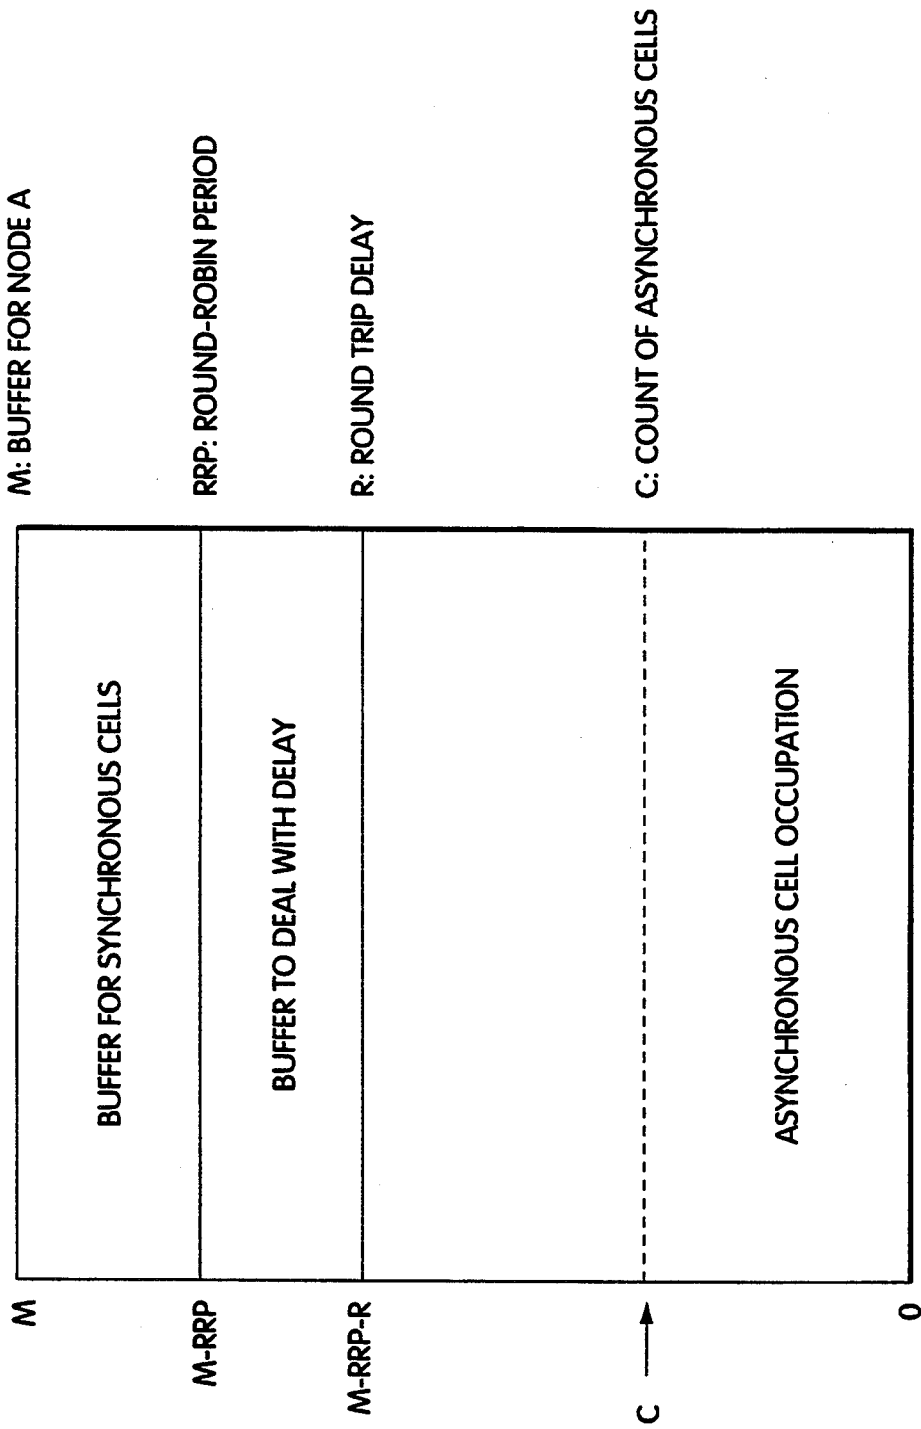 M
M-RRP
M-RRP-R
C
0
BUFFER FOR SYNCHRONOUS CELLS
BUFFER TO DEAL WITH DELAY
ASYNCHRONOUS CELL OCCUPATION
M: BUFFER FOR NODE A
RRP: ROUND-ROBIN PERIOD
R: ROUND TRIP DELAY
C: COUNT OF ASYNCHRONOUS CELLS